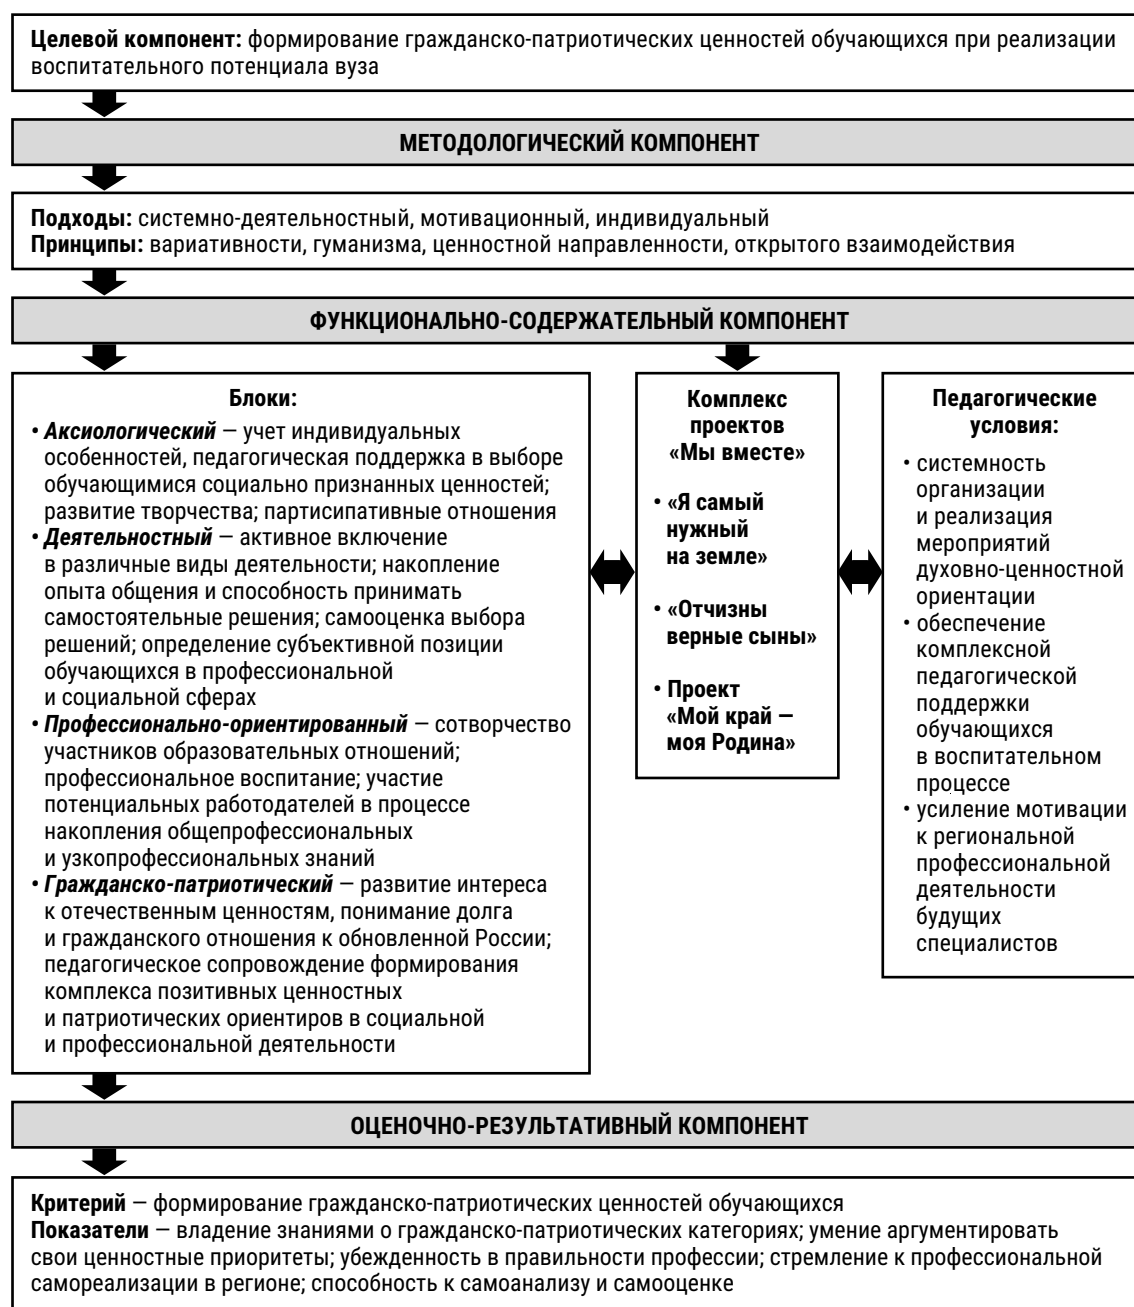 Целевой компонент: формирование гражданско-патриотических ценностей обучающихся при реализации
воспитательного потенциала вуза
МЕТОДОЛОГИЧЕСКИЙ КОМПОНЕНТ
Подходы: системно-деятельностный, мотивационный, индивидуальный
Принципы: вариативности, гуманизма, ценностной направленности, открытого взаимодействия
ФУНКЦИОНАЛЬНО-СОДЕРЖАТЕЛЬНЫЙ КОМПОНЕНТ
Блоки:
• Аксиологический — учет индивидуальных
особенностей, педагогическая поддержка в выборе
обучающимися социально признанных ценностей;
развитие творчества; партисипативные отношения
• Деятельностный — активное включение
в различные виды деятельности; накопление
опыта общения и способность принимать
самостоятельные решения; самооценка выбора
решений; определение субъективной позиции
обучающихся в профессиональной
и социальной сферах
• Профессионально-ориентированный — сотворчество
участников образовательных отношений;
профессиональное воспитание; участие
потенциальных работодателей в процессе
накопления общепрофессиональных
и узкопрофессиональных знаний
• Гражданско-патриотический — развитие интереса
к отечественным ценностям, понимание долга
и гражданского отношения к обновленной России;
педагогическое сопровождение формирования
комплекса позитивных ценностных
и патриотических ориентиров в социальной
и профессиональной деятельности
Комплекс
проектов
«Мы вместе»
• «Я самый
нужный
на земле»
• «Отчизны
верные сыны»
• Проект
«Мой край —
моя Родина»
Педагогические
условия:
• системность
организации
и реализация
мероприятий
духовно-ценностной
ориентации
• обеспечение
комплексной
педагогической
поддержки
обучающихся
в воспитательном
процессе
• усиление мотивации
к региональной
профессиональной
деятельности
будущих
специалистов
ОЦЕНОЧНО-РЕЗУЛЬТАТИВНЫЙ КОМПОНЕНТ
Критерий — формирование гражданско-патриотических ценностей обучающихся
Показатели — владение знаниями о гражданско-патриотических категориях; умение аргументировать
свои ценностные приоритеты; убежденность в правильности профессии; стремление к профессиональной
самореализации в регионе; способность к самоанализу и самооценке